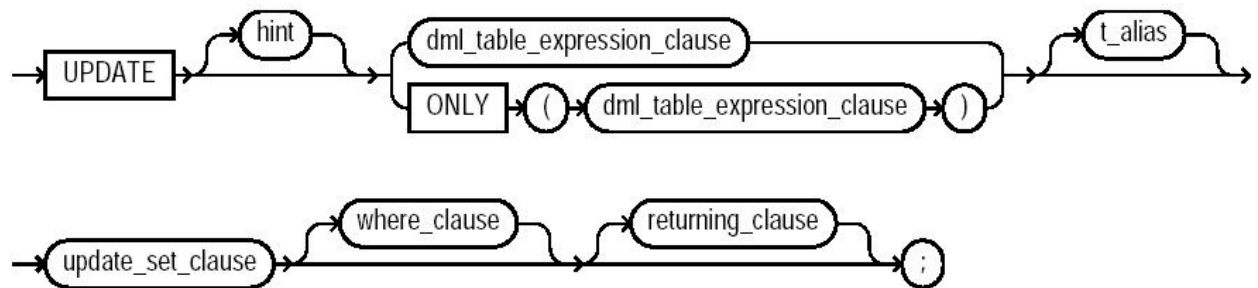 hint dml_table_expression_clause t_alias
UPDATE
ONLY ( dml_table_expression_clause )
where_clause returning_clause
update_set_clause ;